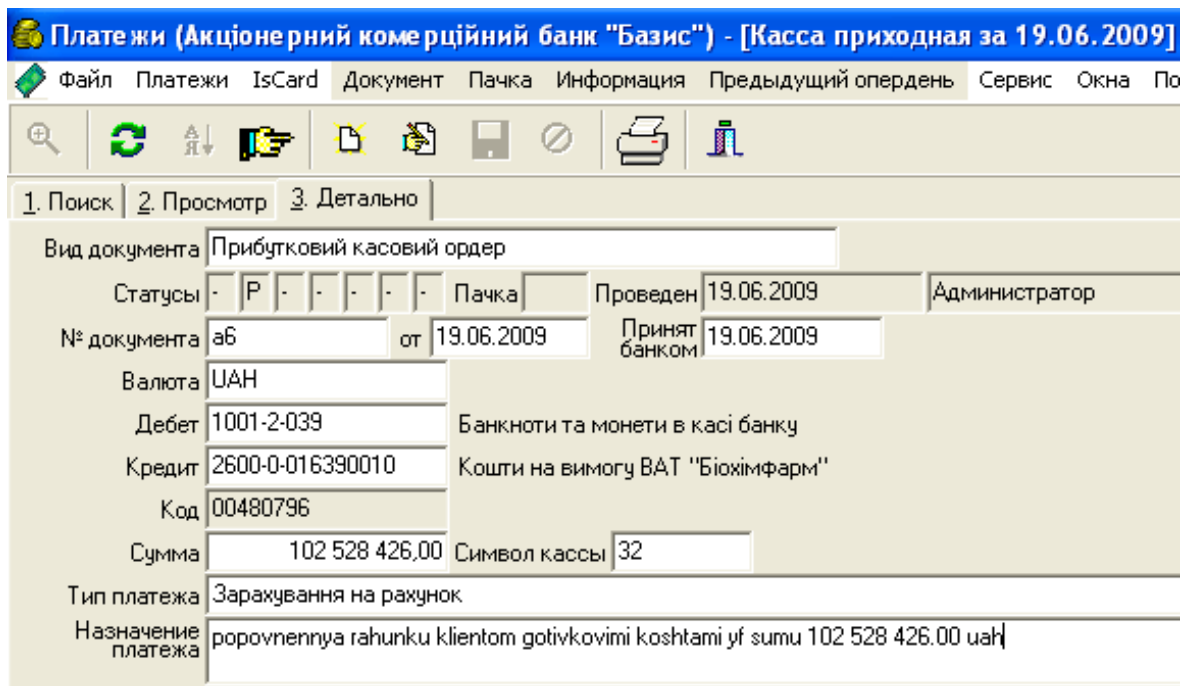 Платежи (Акціонерний комерційний банк "Базис") - [Касса приходная за 19.06.2009]
Файл Платежи IsCard Документ Пачка Информация Предыдущий опердень Сервис Окна По
1. Поиск 2. Просмотр 3. Детально
Вид документа Прибутковий касовий ордер
Статусы - P - - - - - Пачка Проведен 19.06.2009 Администратор
№ документа а6 от 19.06.2009 Принят банком 19.06.2009
Валюта UAH
Дебет 1001-2-039 Банкноти та монети в касі банку
Кредит 2600-0-016390010 Кошти на вимогу ВАТ "Біохімфарм"
Код 00480796
Сумма 102 528 426,00 Символ кассы 32
Тип платежа Зарахування на рахунок
Назначение платежа popovnennya rahunku klientom gotivkovimi koshtami yf sumu 102 528 426.00 uah